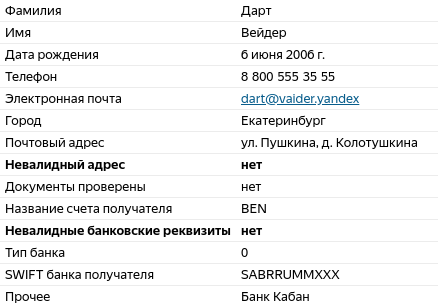 Фамилия Дарт
Имя Вейдер
Дата рождения 6 июня 2006 г.
Телефон 8 800 555 35 55
Электронная почта dart@vaider.yandex
Город Екатеринбург
Почтовый адрес ул. Пушкина, д. Колотушкина
Невалидный адрес нет
Документы проверены нет
Название счета получателя BEN
Невалидные банковские реквизиты нет
Тип банка 0
SWIFT банка получателя SABRRUMMXXX
Прочее Банк Кабан